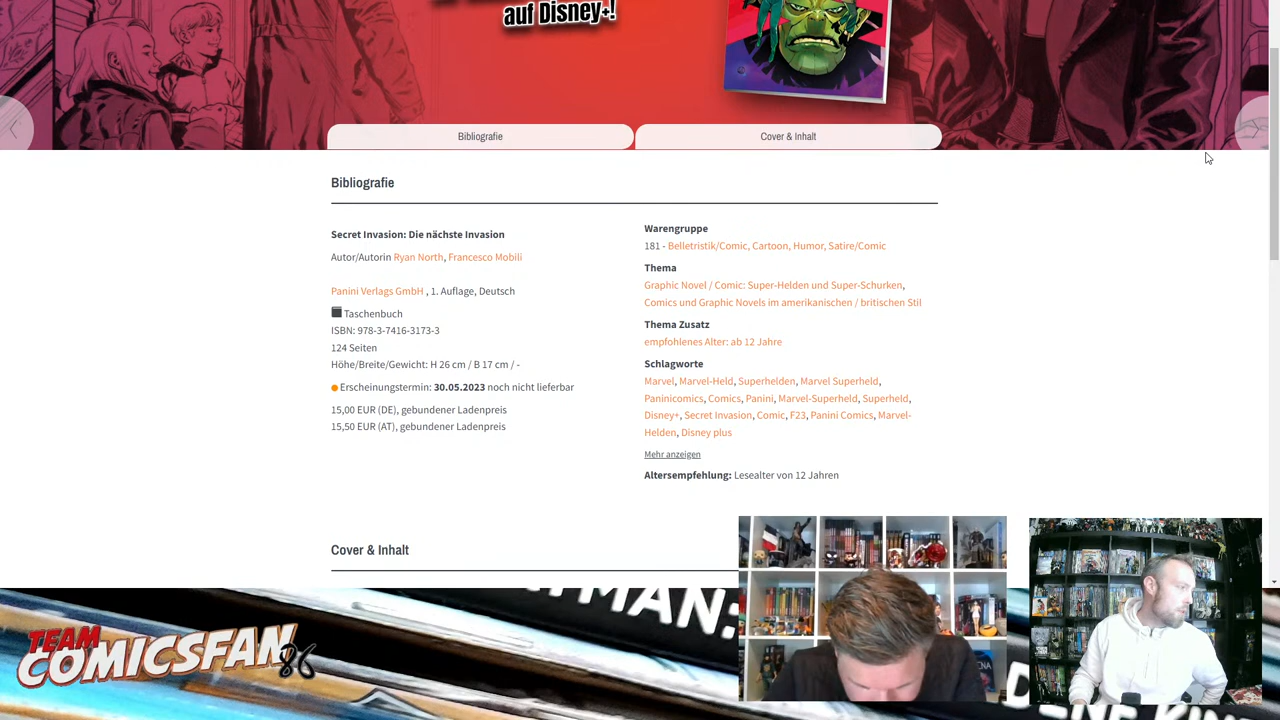 auf Disney+!
Bibliografie
Cover & Inhalt
Bibliografie
Secret Invasion: Die nächste Invasion
Autor/Autorin Ryan North, Francesco Mobili
Panini Verlags GmbH , 1. Auflage, Deutsch
Taschenbuch
ISBN: 978-3-7416-3173-3
124 Seiten
Höhe/Breite/Gewicht: H 26 cm / B 17 cm / -
Erscheinungstermin: 30.05.2023 noch nicht lieferbar
15,00 EUR (DE), gebundener Ladenpreis
15,50 EUR (AT), gebundener Ladenpreis
Warengruppe
181 - Belletristik/Comic, Cartoon, Humor, Satire/Comic
Thema
Graphic Novel / Comic: Super-Helden und Super-Schurken,
Comics und Graphic Novels im amerikanischen / britischen Stil
Thema Zusatz
empfohlenes Alter: ab 12 Jahre
Schlagworte
Marvel, Marvel-Held, Superhelden, Marvel Superheld,
Paninicomics, Comics, Panini, Marvel-Superheld, Superheld,
Disney+, Secret Invasion, Comic, F23, Panini Comics, Marvel-
Helden, Disney plus
Mehr anzeigen
Altersempfehlung: Lesealter von 12 Jahren
Cover & Inhalt
TEAM
COMICSFAN
86